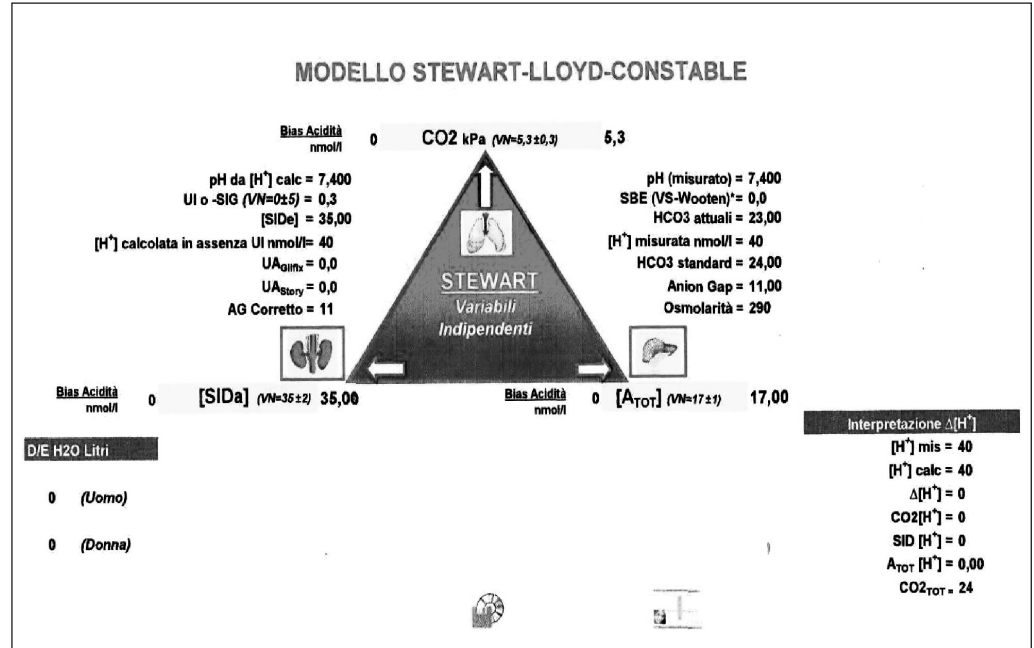 MODELLO STEWART-LLOYD-CONSTABLE
Bias Acidità
nmol/l
0
CO2 kPa (VN=5,3±0,3)
5,3
pH da [H+] calc = 7,400
UI o -SIG (VN=0±5) = 0,3
[SIDe] = 35,00
[H+] calcolata in assenza UI nmol/l= 40
UAGilfix = 0,0
UAStory = 0,0
AG Corretto = 11
pH (misurato) = 7,400
SBE (VS-Wooten)*= 0,0
HCO3 attuali = 23,00
[H+] misurata nmol/l = 40
HCO3 standard = 24,00
Anion Gap = 11,00
Osmolarità = 290
STEWART
Variabili
Indipendenti
Bias Acidità
nmol/l
0
[SIDa] (VN=35±2) 35,00
Bias Acidità
nmol/l
0
[ATOT] (VN=17±1)
17,00
D/E H2O Litri
0 (Uomo)
0 (Donna)
Interpretazione Δ[H+]
[H+] mis = 40
[H+] calc = 40
Δ[H+] = 0
CO2[H+] = 0
SID [H+] = 0
ATOT [H+] = 0,00
CO2TOT = 24